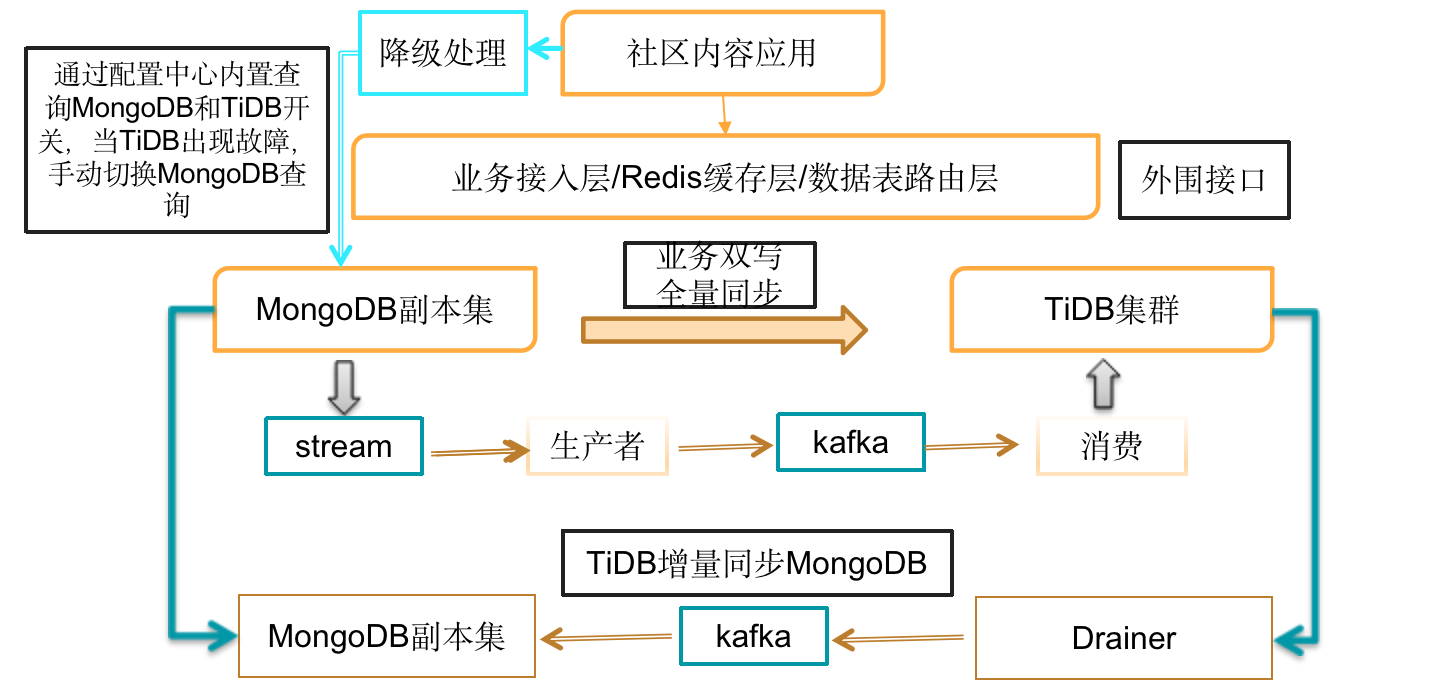 降级处理
社区内容应用
通过配置中心内置查
询MongoDB和TiDB开
关，当TiDB出现故障，
手动切换MongoDB查
询
业务接入层/Redis缓存层/数据表路由层
外围接口
业务双写
全量同步
MongoDB副本集
TiDB集群
stream
生产者
kafka
消费
TiDB增量同步MongoDB
MongoDB副本集
kafka
Drainer